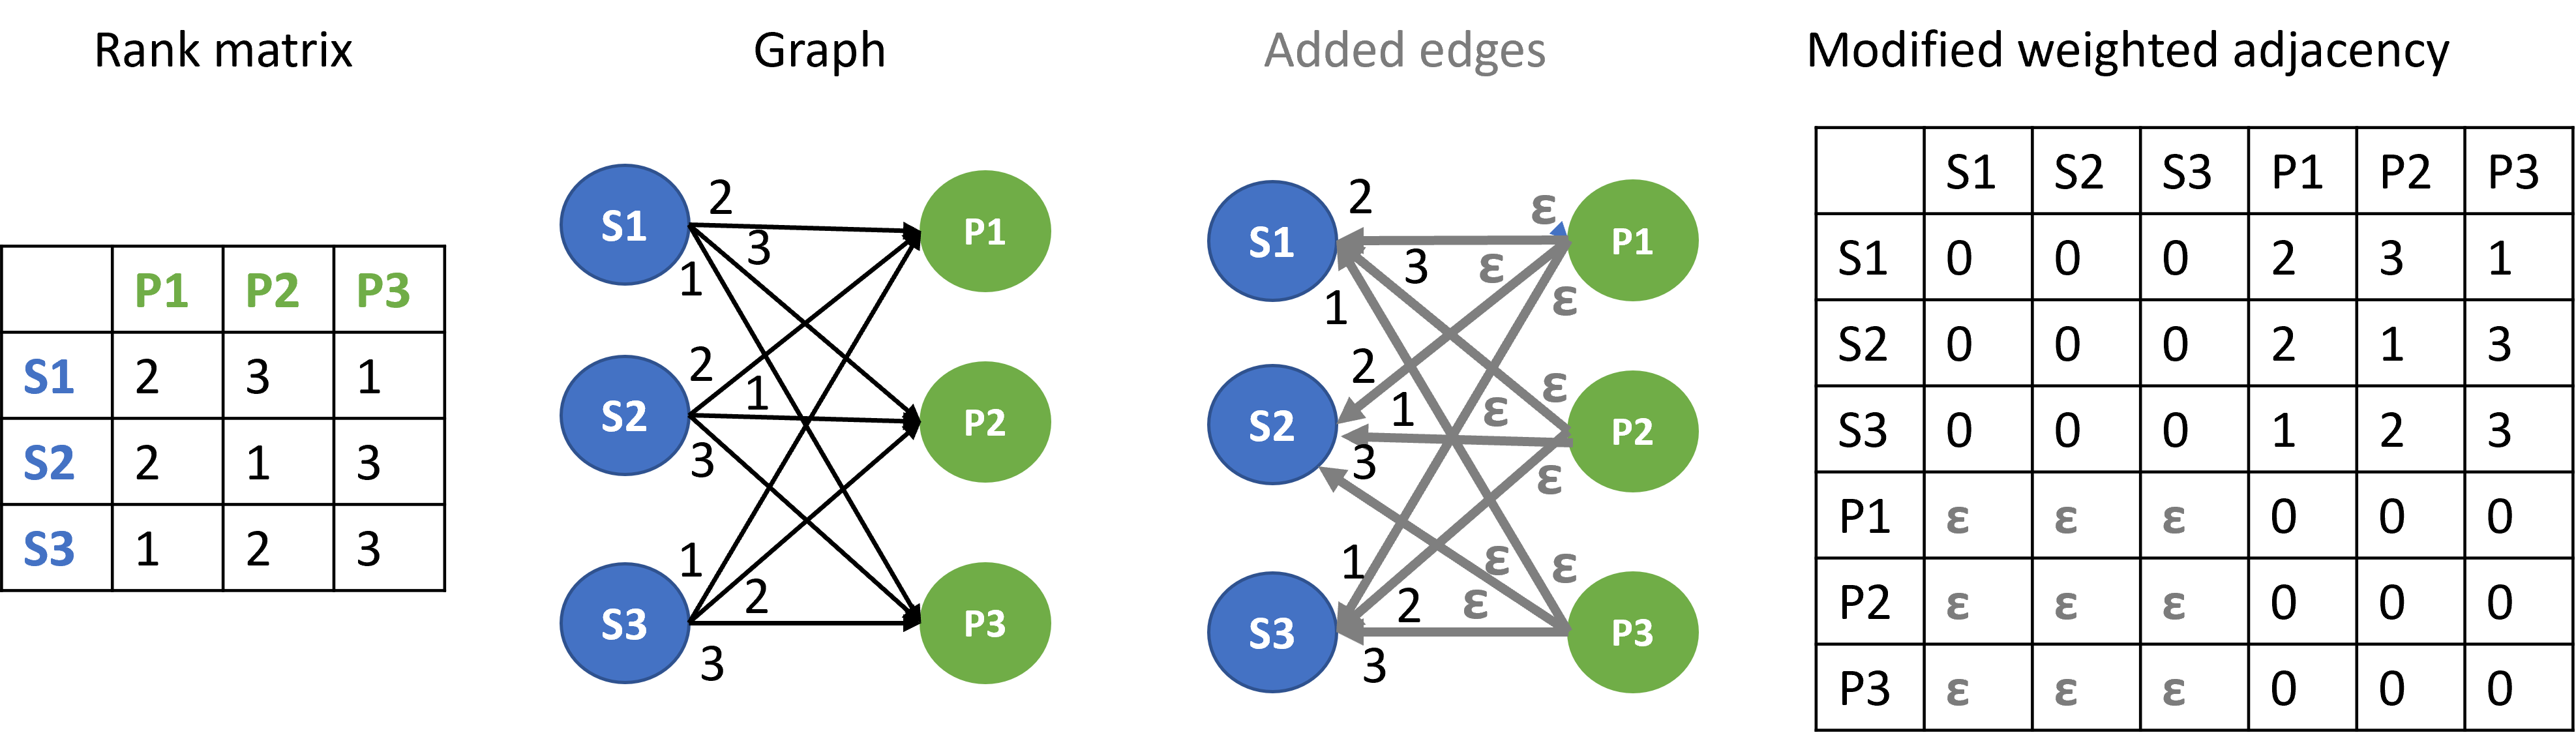 Rank matrix
Graph
Added edges
Modified weighted adjacency
P1 P2 P3
S1 2 3 1
S2 2 1 3
S3 1 2 3
S1 2 3 1 P1
S2 2 1 3 P2
S3 1 2 3 P3
S1 2 3 1 ε ε ε P1
S2 2 1 3 ε ε ε P2
S3 1 2 3 ε ε ε P3
S1 S2 S3 P1 P2 P3
S1 0 0 0 2 3 1
S2 0 0 0 2 1 3
S3 0 0 0 1 2 3
P1 ε ε ε 0 0 0
P2 ε ε ε 0 0 0
P3 ε ε ε 0 0 0